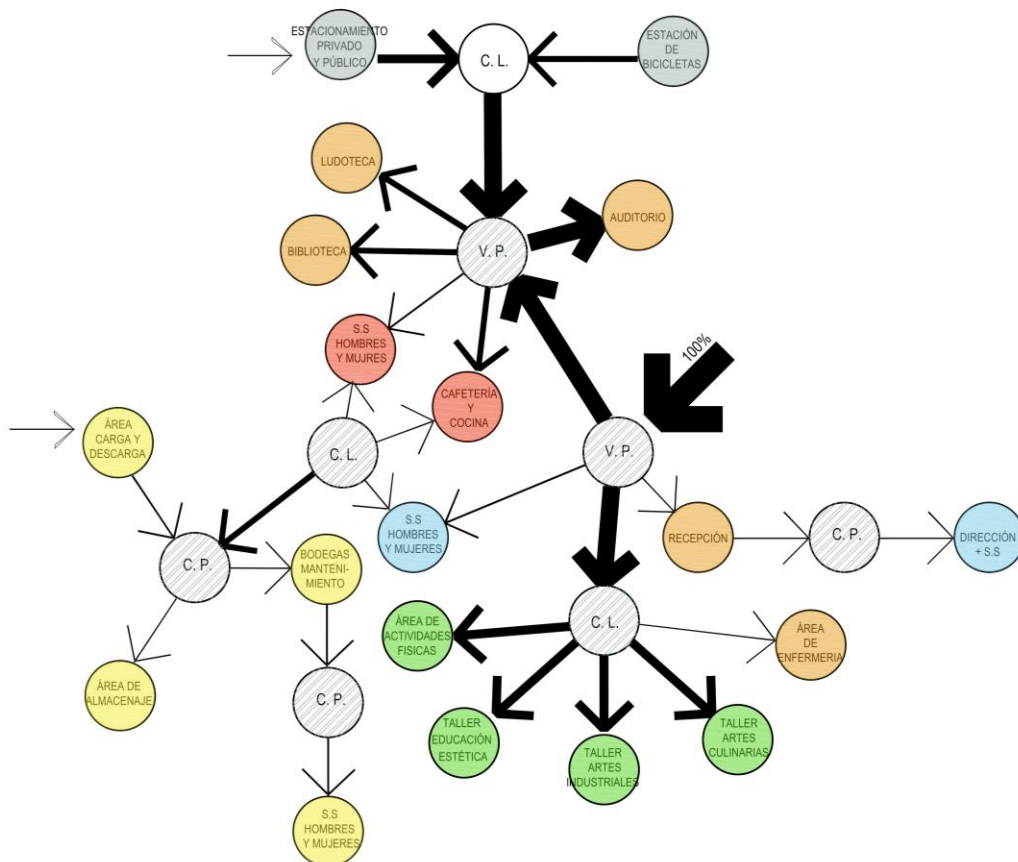 ESTACIONAMIENTO
PRIVADO
Y PÚBLICO
C. L.
ESTACIÓN
DE
BICICLETAS
LUDOTECA
BIBLIOTECA
V. P.
AUDITORIO
S.S
HOMBRES
Y MUJRES
CAFETERÍA
Y
COCINA
100%
ÁREA
CARGA Y
DESCARGA
C. L.
V. P.
S.S
HOMBRES
Y MUJERES
RECEPCIÓN
C. P.
DIRECCIÓN
+ S.S
C. P.
BODEGAS
MANTENI-
MIENTO
ÁREA DE
ACTIVIDADES
FISICAS
C. L.
ÁREA
DE
ENFERMERIA
ÁREA DE
ALMACENAJE
C. P.
TALLER
EDUCACIÓN
ESTÉTICA
TALLER
ARTES
INDUSTRIALES
TALLER
ARTES
CULINARIAS
S.S
HOMBRES
Y MUJERES